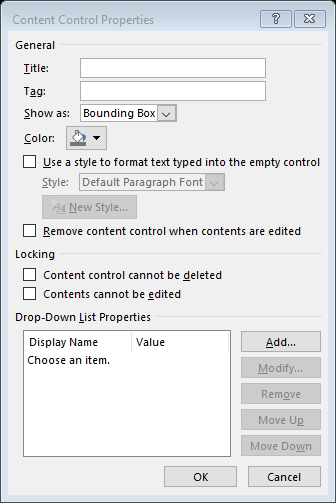 Content Control Properties ?
General
Title:
Tag:
Show as: Bounding Box
Color:
Use a style to format text typed into the empty control
Style: Default Paragraph Font
New Style...
Remove content control when contents are edited
Locking
Content control cannot be deleted
Contents cannot be edited
Drop-Down List Properties
Display Name Value
Choose an item.
Add...
Modify...
Remove
Move Up
Move Down
OK Cancel